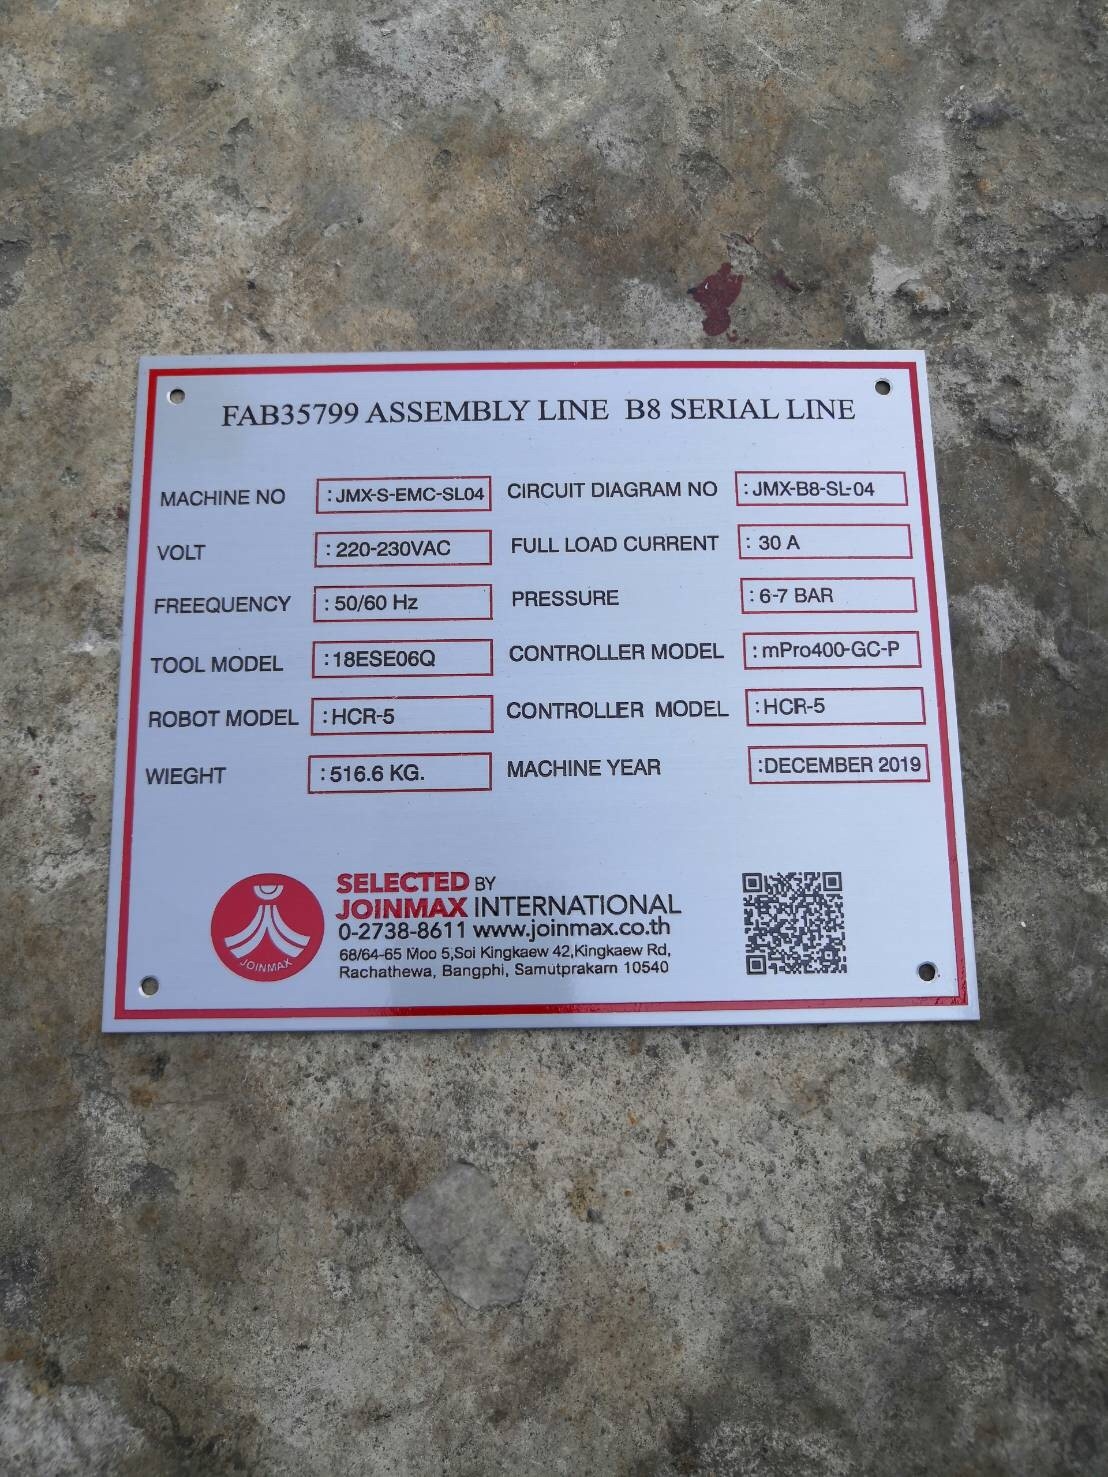 FAB35799 ASSEMBLY LINE B8 SERIAL LINE
MACHINE NO : JMX-S-EMC-SL04 CIRCUIT DIAGRAM NO : JMX-B8-SL-04
VOLT : 220-230VAC FULL LOAD CURRENT : 30 A
FREEQUENCY : 50/60 Hz PRESSURE : 6-7 BAR
TOOL MODEL : 18ESE06Q CONTROLLER MODEL : mPro400-GC-P
ROBOT MODEL : HCR-5 CONTROLLER MODEL : HCR-5
WIEGHT : 516.6 KG. MACHINE YEAR :DECEMBER 2019
JOINMAX
SELECTED BY
JOINMAX INTERNATIONAL
0-2738-8611 www.joinmax.co.th
68/64-65 Moo 5,Soi Kingkaew 42,Kingkaew Rd,
Rachathewa, Bangphi, Samutprakarn 10540